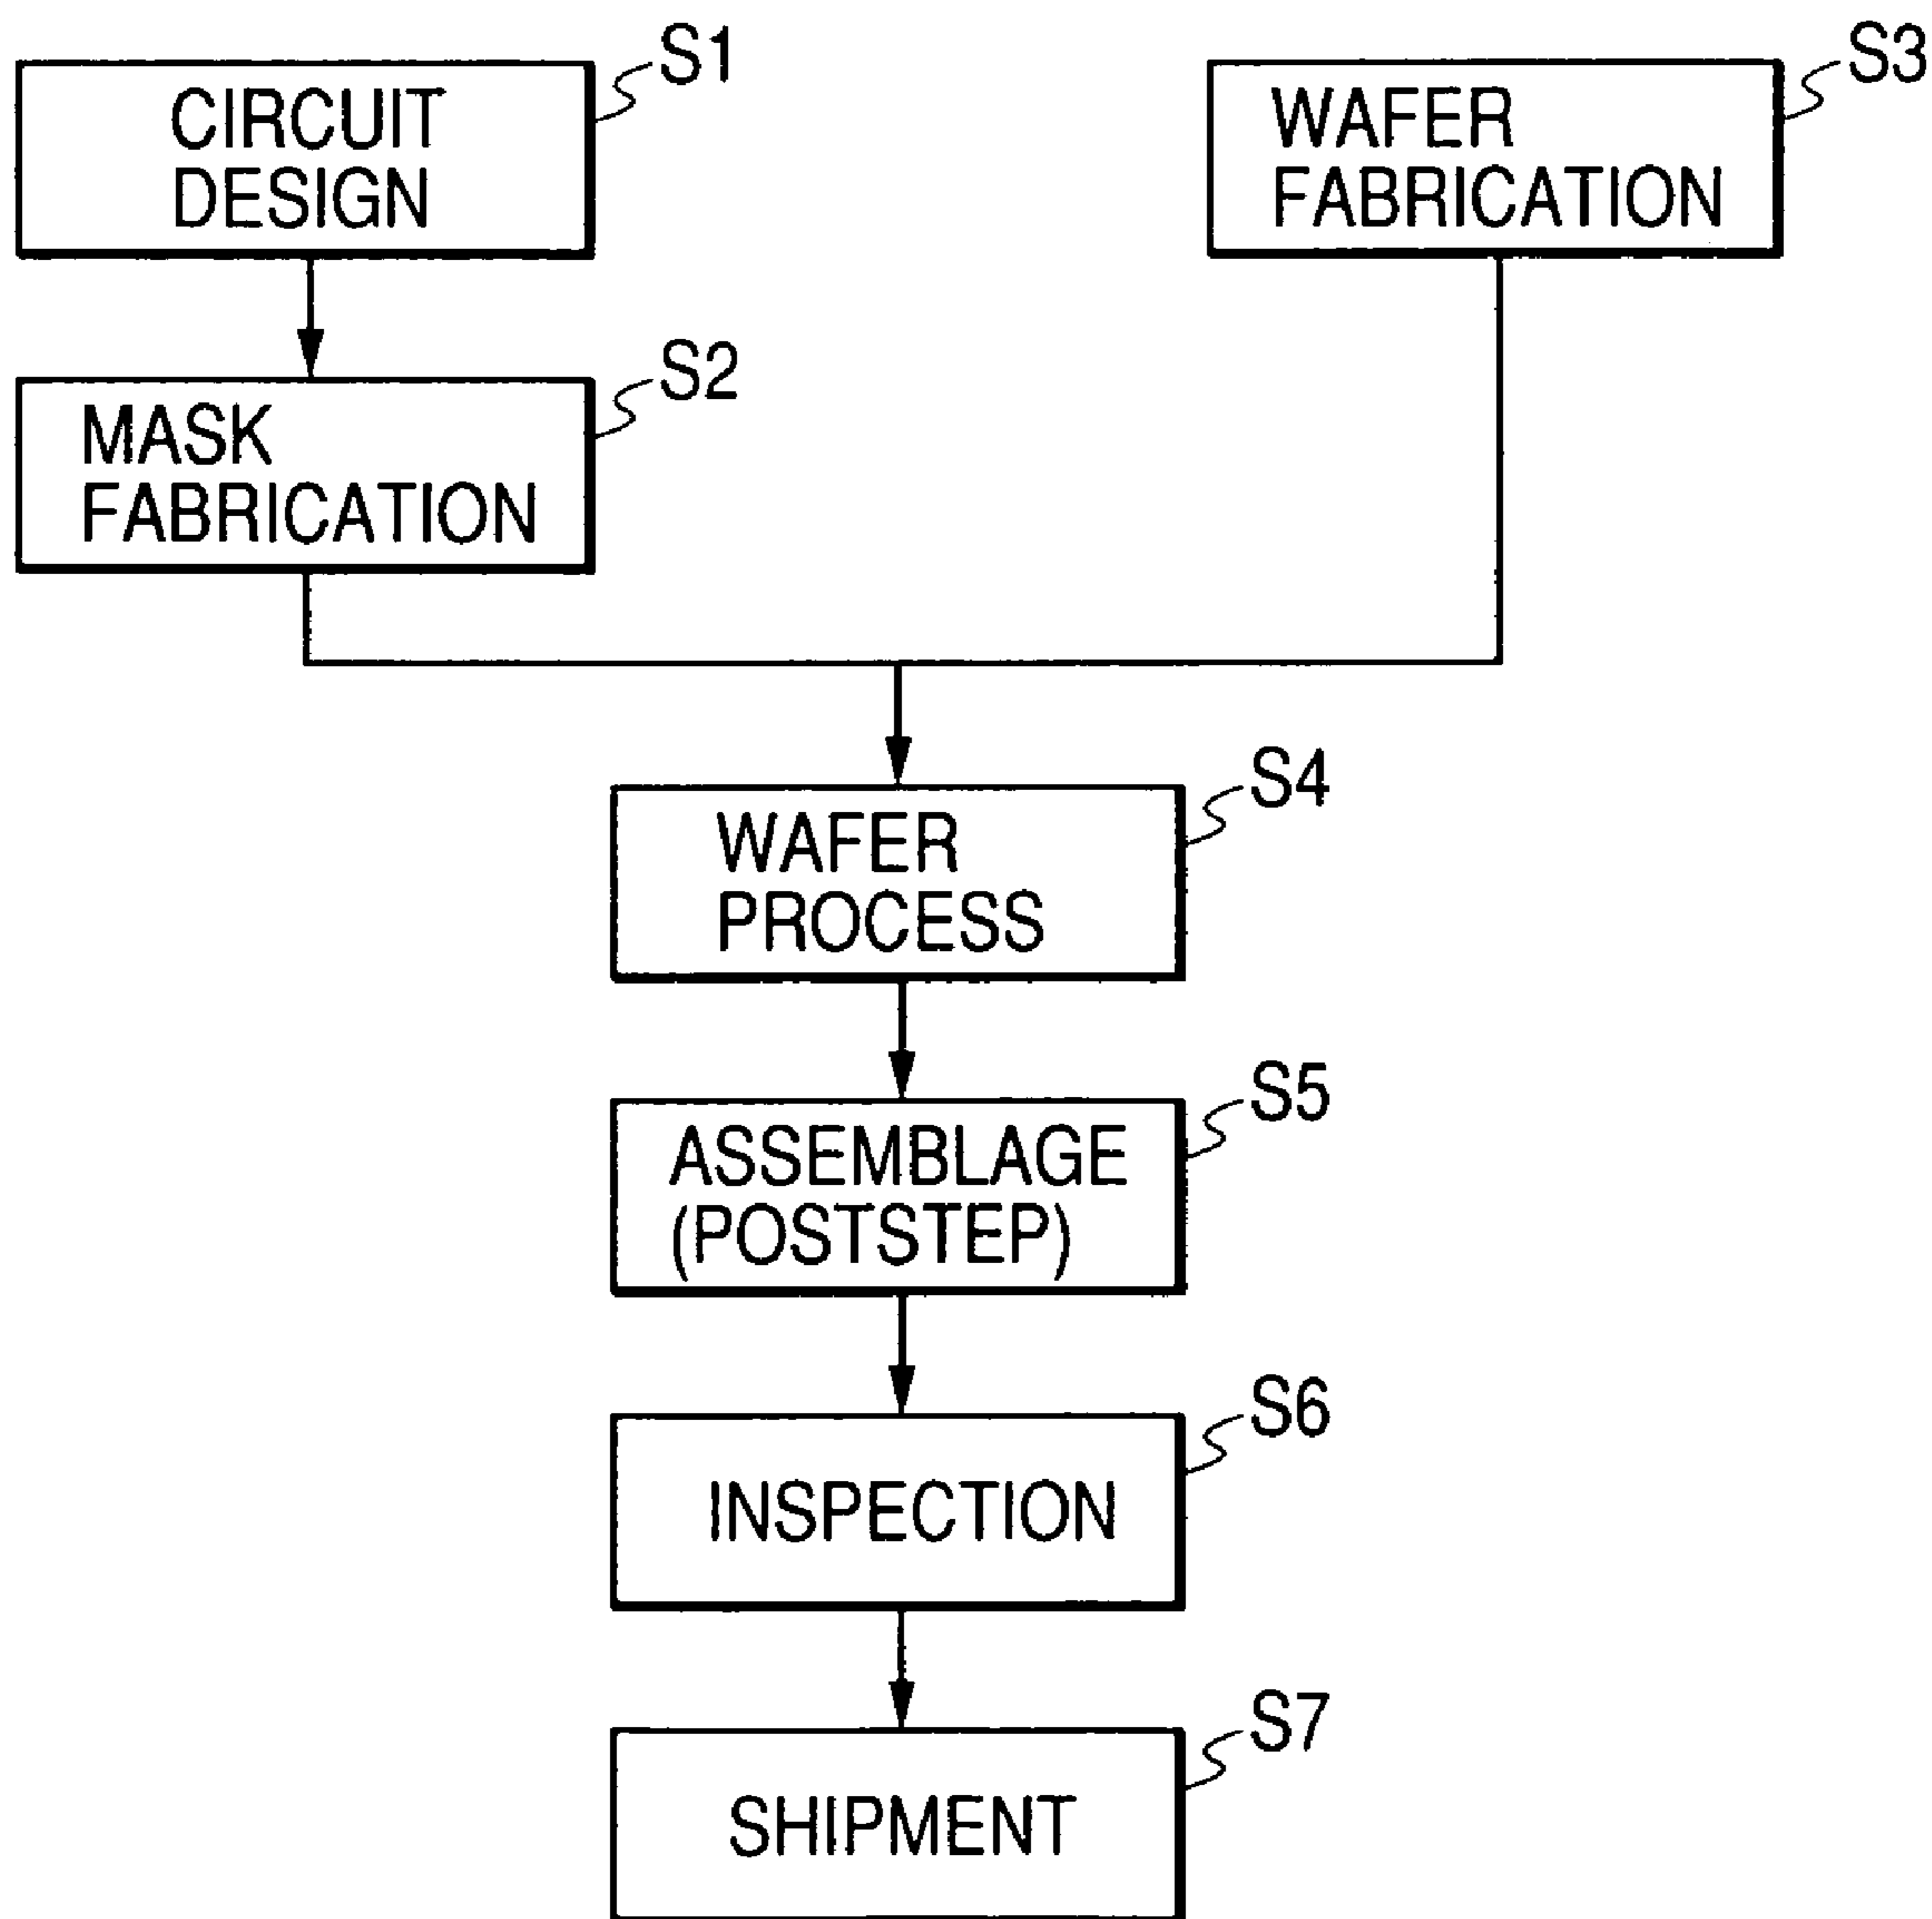 S1
CIRCUIT
DESIGN
S3
WAFER
FABRICATION
S2
MASK
FABRICATION
S4
WAFER
PROCESS
S5
ASSEMBLAGE
(POSTSTEP)
S6
INSPECTION
S7
SHIPMENT